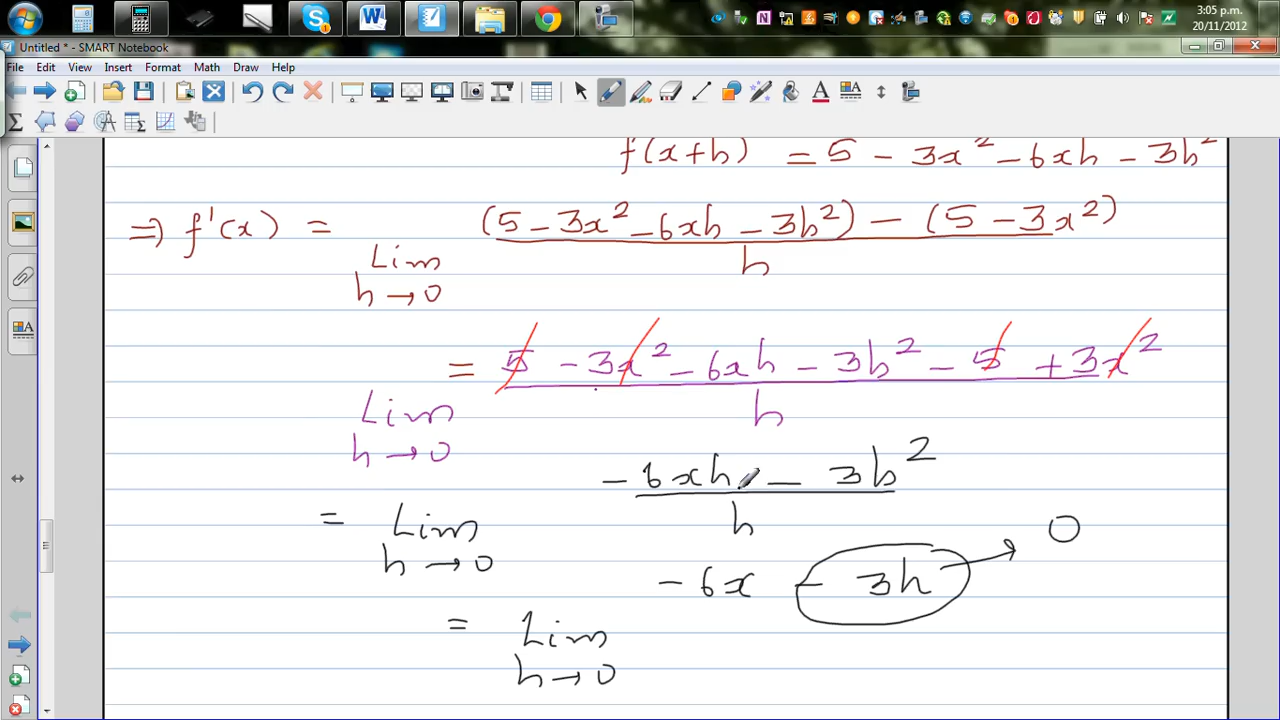 3:05 p.m.
20/11/2012
Untitled * - SMART Notebook
File Edit View Insert Format Math Draw Help
f(x+h) = 5 - 3x² - 6xh - 3h²
⇒ f'(x) = Lim h→0 (5 - 3x² - 6xh - 3h²) - (5 - 3x²) / h
= Lim h→0 5 - 3x² - 6xh - 3h² - 5 + 3x² / h
= Lim h→0 -6xh - 3h² / h
= Lim h→0 -6x - 3h → 0